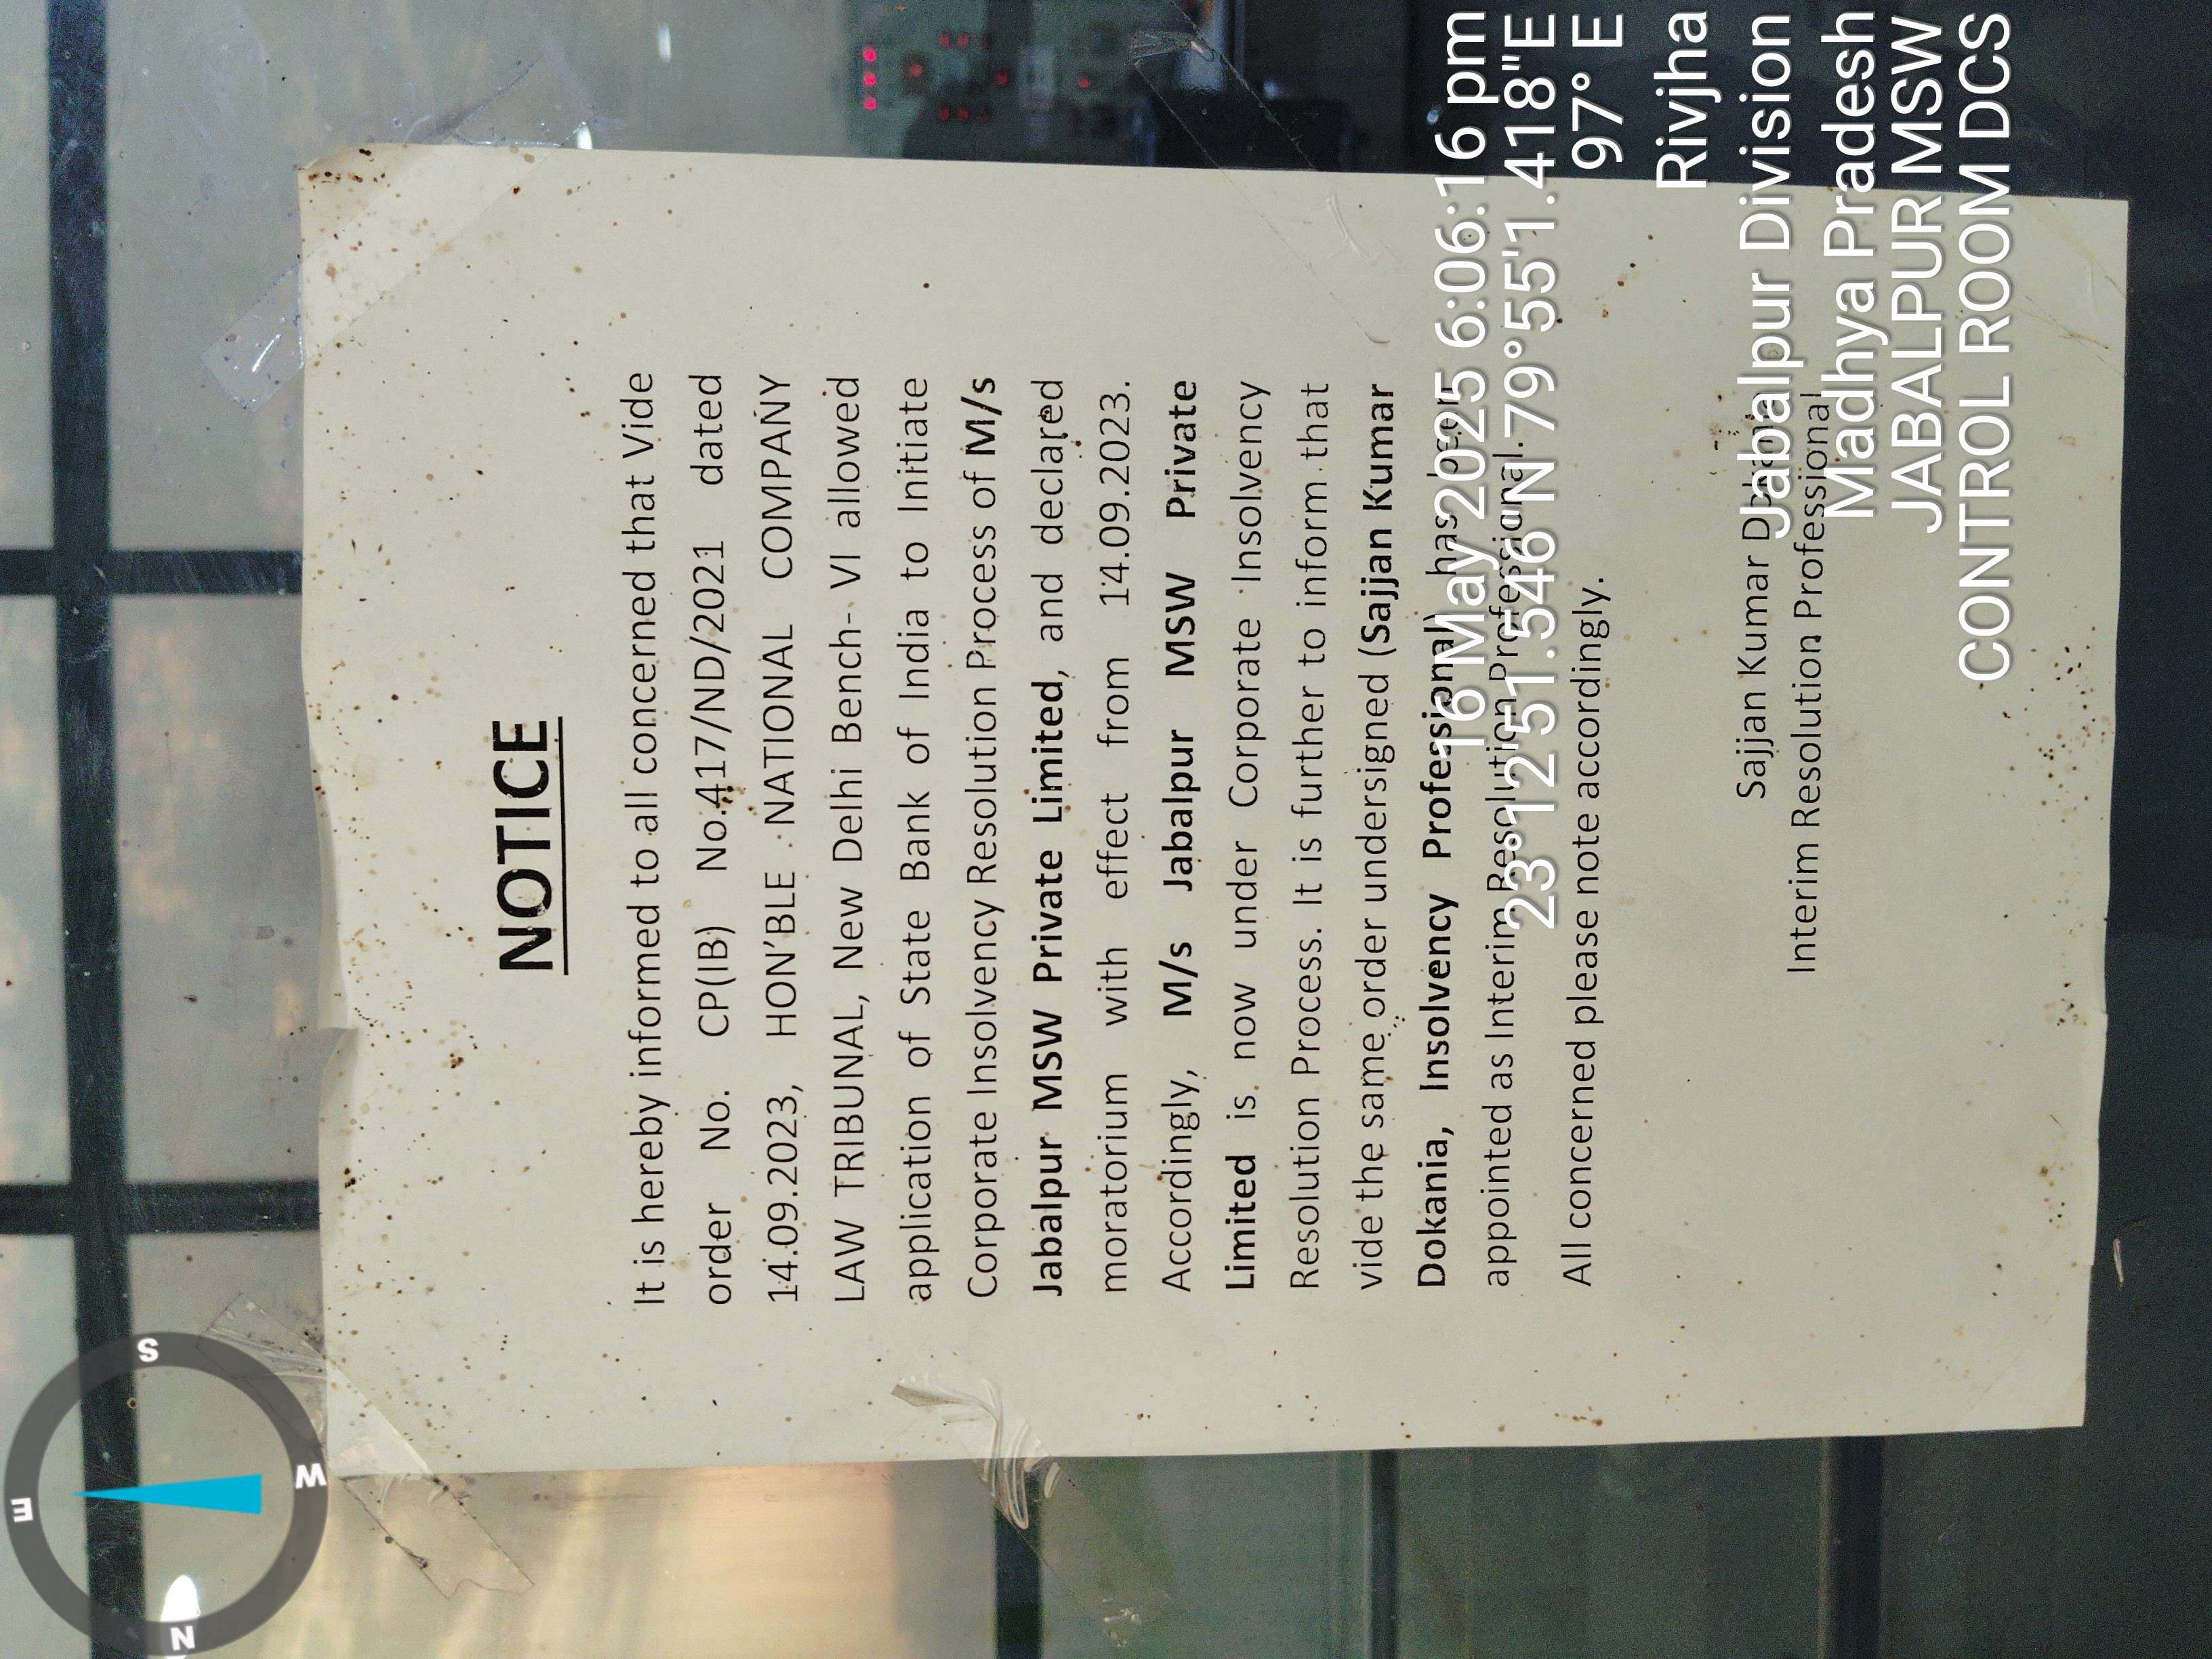 NOTICE
It is hereby informed to all concerned that Vide
order No. CP(IB) No.417/ND/2021 dated
14.09.2023, HON'BLE NATIONAL COMPANY
LAW TRIBUNAL, New Delhi Bench- VI allowed
application of State Bank of India to Initiate
Corporate Insolvency Resolution Process of M/s
Jabalpur MSW Private Limited, and declared
moratorium with effect from 14.09.2023.
Accordingly, M/s Jabalpur MSW Private
Limited is now under Corporate Insolvency
Resolution Process. It is further to inform that
vide the same order undersigned (Sajjan Kumar
Dokania, Insolvency Professional) has been
appointed as Interim Resolution Professional.
All concerned please note accordingly.
Sajjan Kumar Dokania
Interim Resolution Professional
16 May 2025 6:06:16 pm
23°12'51.546"N 79°55'1.418"E
97° E
Rivjha
Jabalpur Division
Madhya Pradesh
JABALPUR MSW
CONTROL ROOM DCS
N
E
S
W